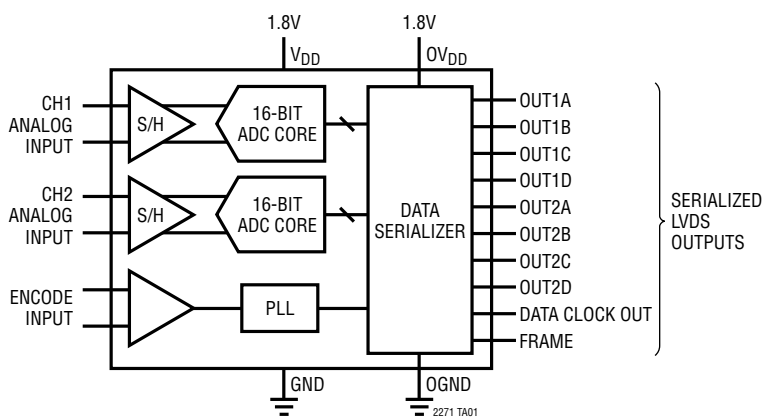 1.8V
1.8V
VDD
OVDD
CH1
ANALOG
INPUT
S/H
16-BIT
ADC CORE
CH2
ANALOG
INPUT
S/H
16-BIT
ADC CORE
ENCODE
INPUT
PLL
DATA
SERIALIZER
OUT1A
OUT1B
OUT1C
OUT1D
OUT2A
OUT2B
OUT2C
OUT2D
DATA CLOCK OUT
FRAME
SERIALIZED
LVDS
OUTPUTS
GND
OGND
2271 TA01